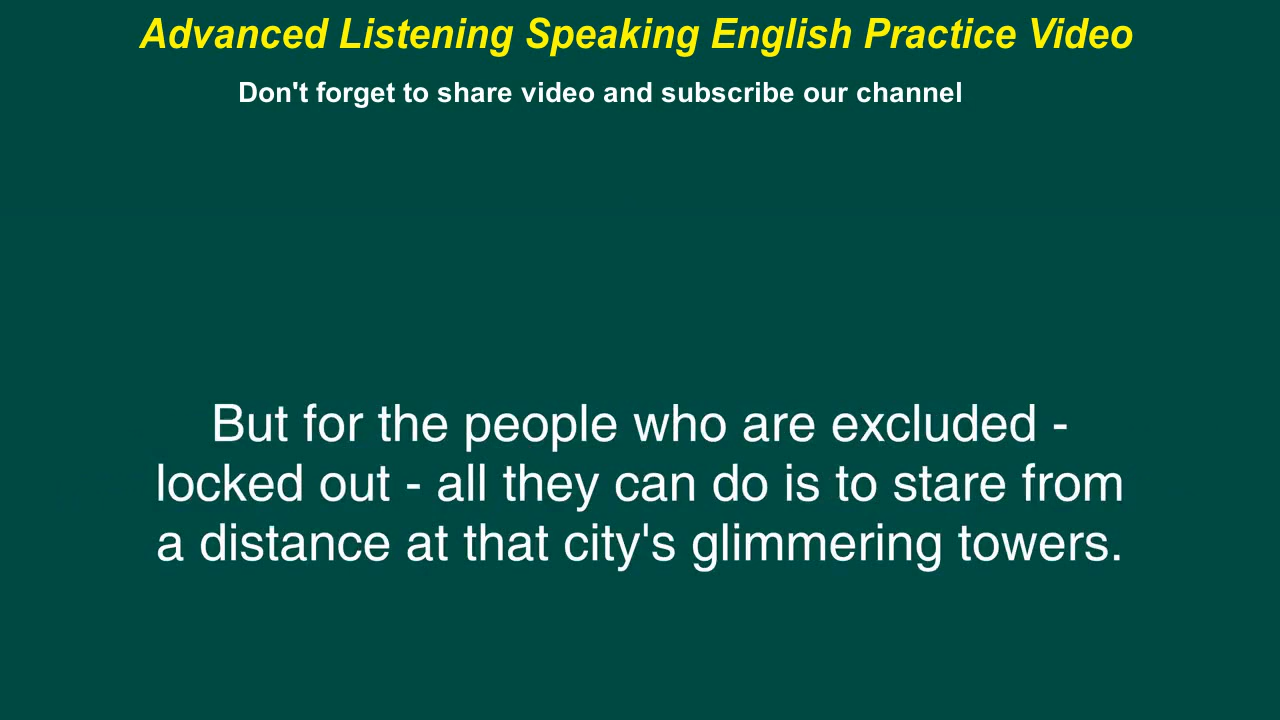 Advanced Listening Speaking English Practice Video
Don't forget to share video and subscribe our channel
But for the people who are excluded -
locked out - all they can do is to stare from
a distance at that city's glimmering towers.